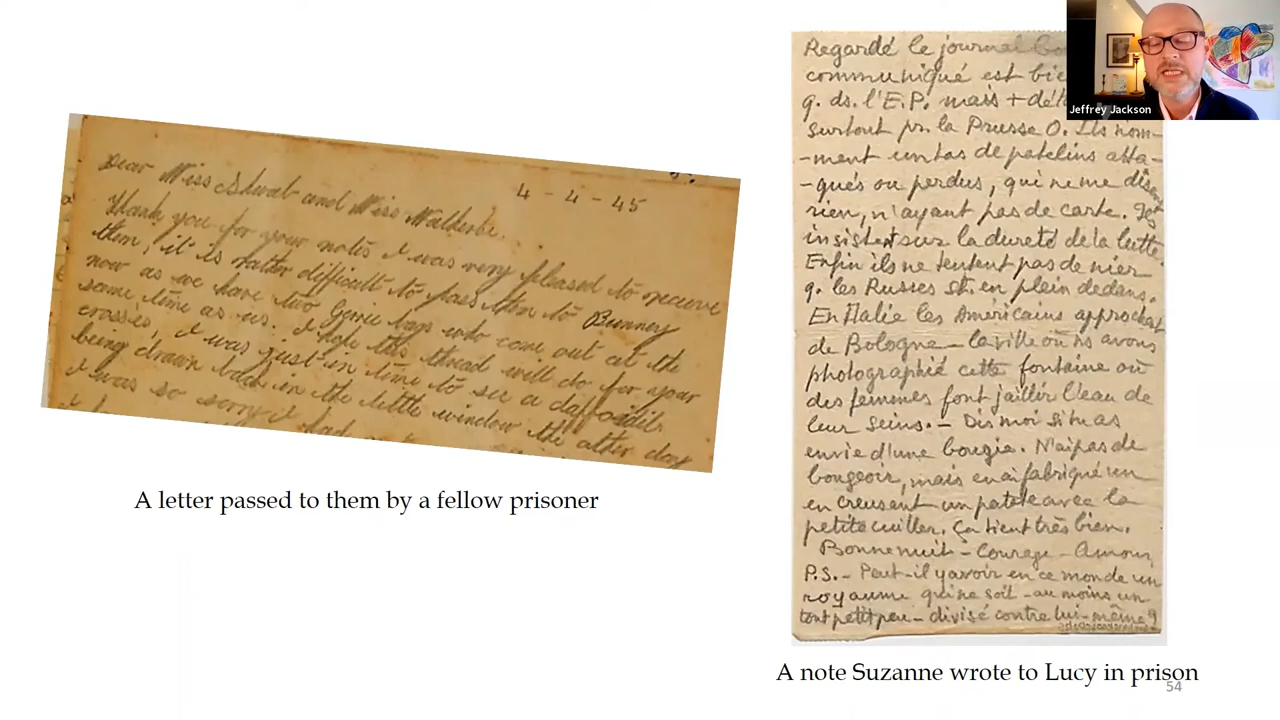 Dear Miss Shwab and Miss Malherbe.
4 - 4 - 45
Thank you for your notes I was very pleased to receive
them, it is rather difficult to pass them to Bunney
now as we have two Gerrie bags who come out at the
same time as us. I hope this thread will do for your
crosses, I was just in time to see a daffodil
being drawn back in the little window the other day
I was so sorry I had
A letter passed to them by a fellow prisoner
Regardé le journal
communiqué est bie
q. ds. l'E.P. mais + dét
surtout pr. la Prusse O. Ils nom-
-ment un tas de patelins atta-
-qués ou perdus, qui ne me disent
rien, n'ayant pas de carte. Ils
insistent sur la dureté de la lutte.
Enfin ils ne tentent pas de nier
q. les Russes st. en plein dedans.
En Italie les Américains approchent
de Bologne - la ville où ns avons
photographié cette fontaine où
des femmes font jaillir l'eau de
leur seins. - Dis moi si tu as
envie d'une bougie. N'ai pas de
bougeoir, mais en ai fabriqué un
en creusant un patate avec la
petite cuiller. Ça tient très bien.
Bonne nuit - Courage - Amour
P.S. - Peut-il y avoir en ce monde un
royaume qui ne soit - au moins un
tout petit peu - divisé contre lui-même?
A note Suzanne wrote to Lucy in prison
Jeffrey Jackson
54